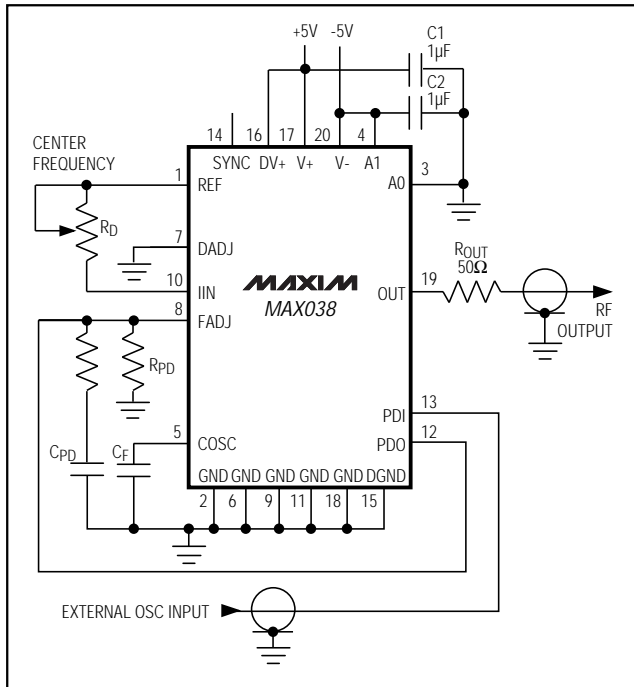 +5V -5V
C1
1µF
C2
1µF
CENTER
FREQUENCY
14 16 17 20 4
SYNC DV+ V+ V- A1
1 REF
A0 3
RD
7 DADJ
10 IIN
8 FADJ
MAXIM
MAX038
OUT 19
ROUT
50Ω
RF
OUTPUT
RPD
PDI 13
PDO 12
CPD
CF
5 COSC
GND GND GND GND GND DGND
2 6 9 11 18 15
EXTERNAL OSC INPUT